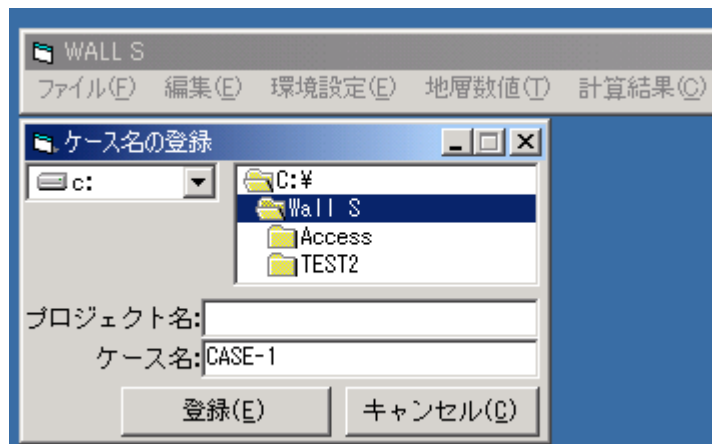 WALL S
ファイル(F) 編集(E) 環境設定(E) 地層数値(T) 計算結果(C)
ケース名の登録
c:
C:¥
Wall S
Access
TEST2
プロジェクト名:
ケース名:CASE-1
登録(E) キャンセル(C)